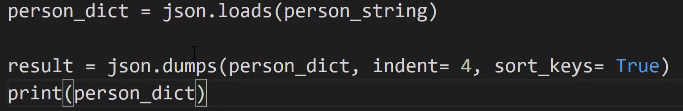 person_dict = json.loads(person_string)
result = json.dumps(person_dict, indent= 4, sort_keys= True)
print(person_dict)